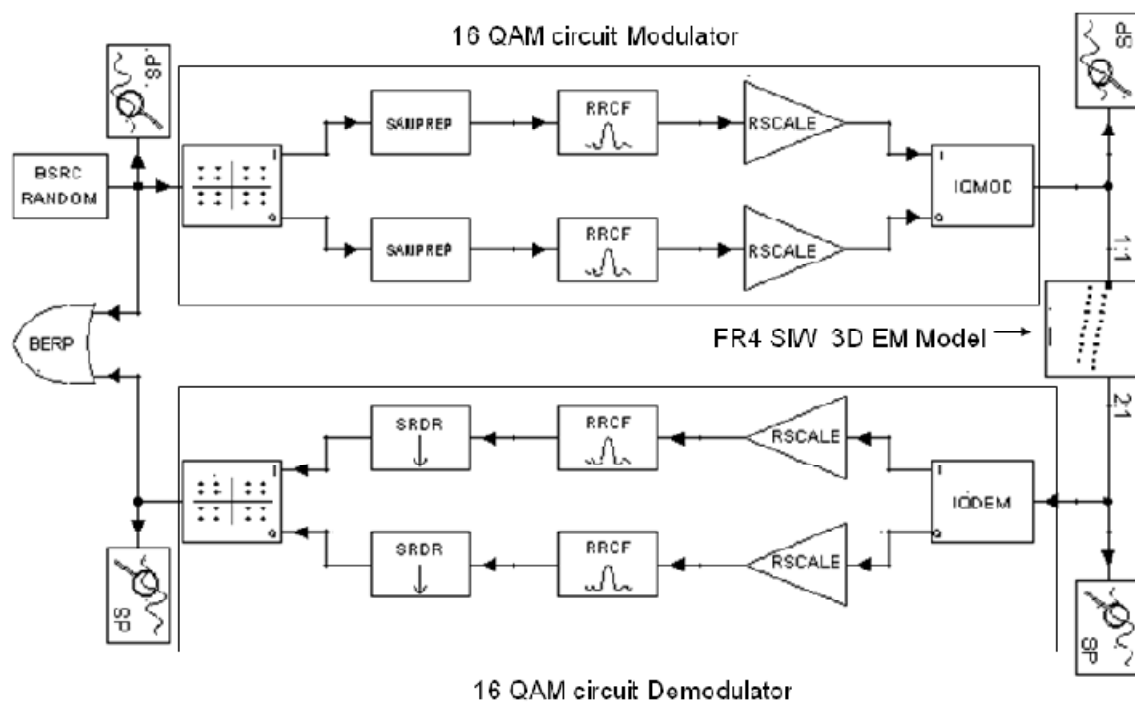 16 QAM circuit Modulator
SP
SP
BSRC
RANDOM
I
Q
SAMPREP
RRCF
RSCALE
SAMPREP
RRCF
RSCALE
I
IQMOD
Q
1:1
BERP
FR4 SIW 3D EM Model
2:1
I
Q
SRDR
RRCF
RSCALE
SRDR
RRCF
RSCALE
I
IQDEM
Q
SP
SP
16 QAM circuit Demodulator